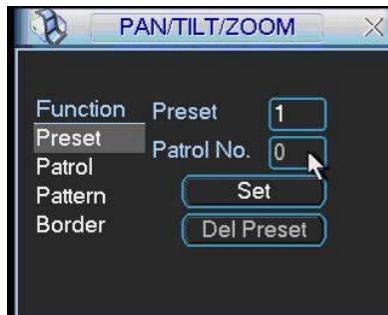 PAN/TILT/ZOOM
Function
Preset
Patrol
Pattern
Border
Preset 1
Patrol No. 0
Set
Del Preset